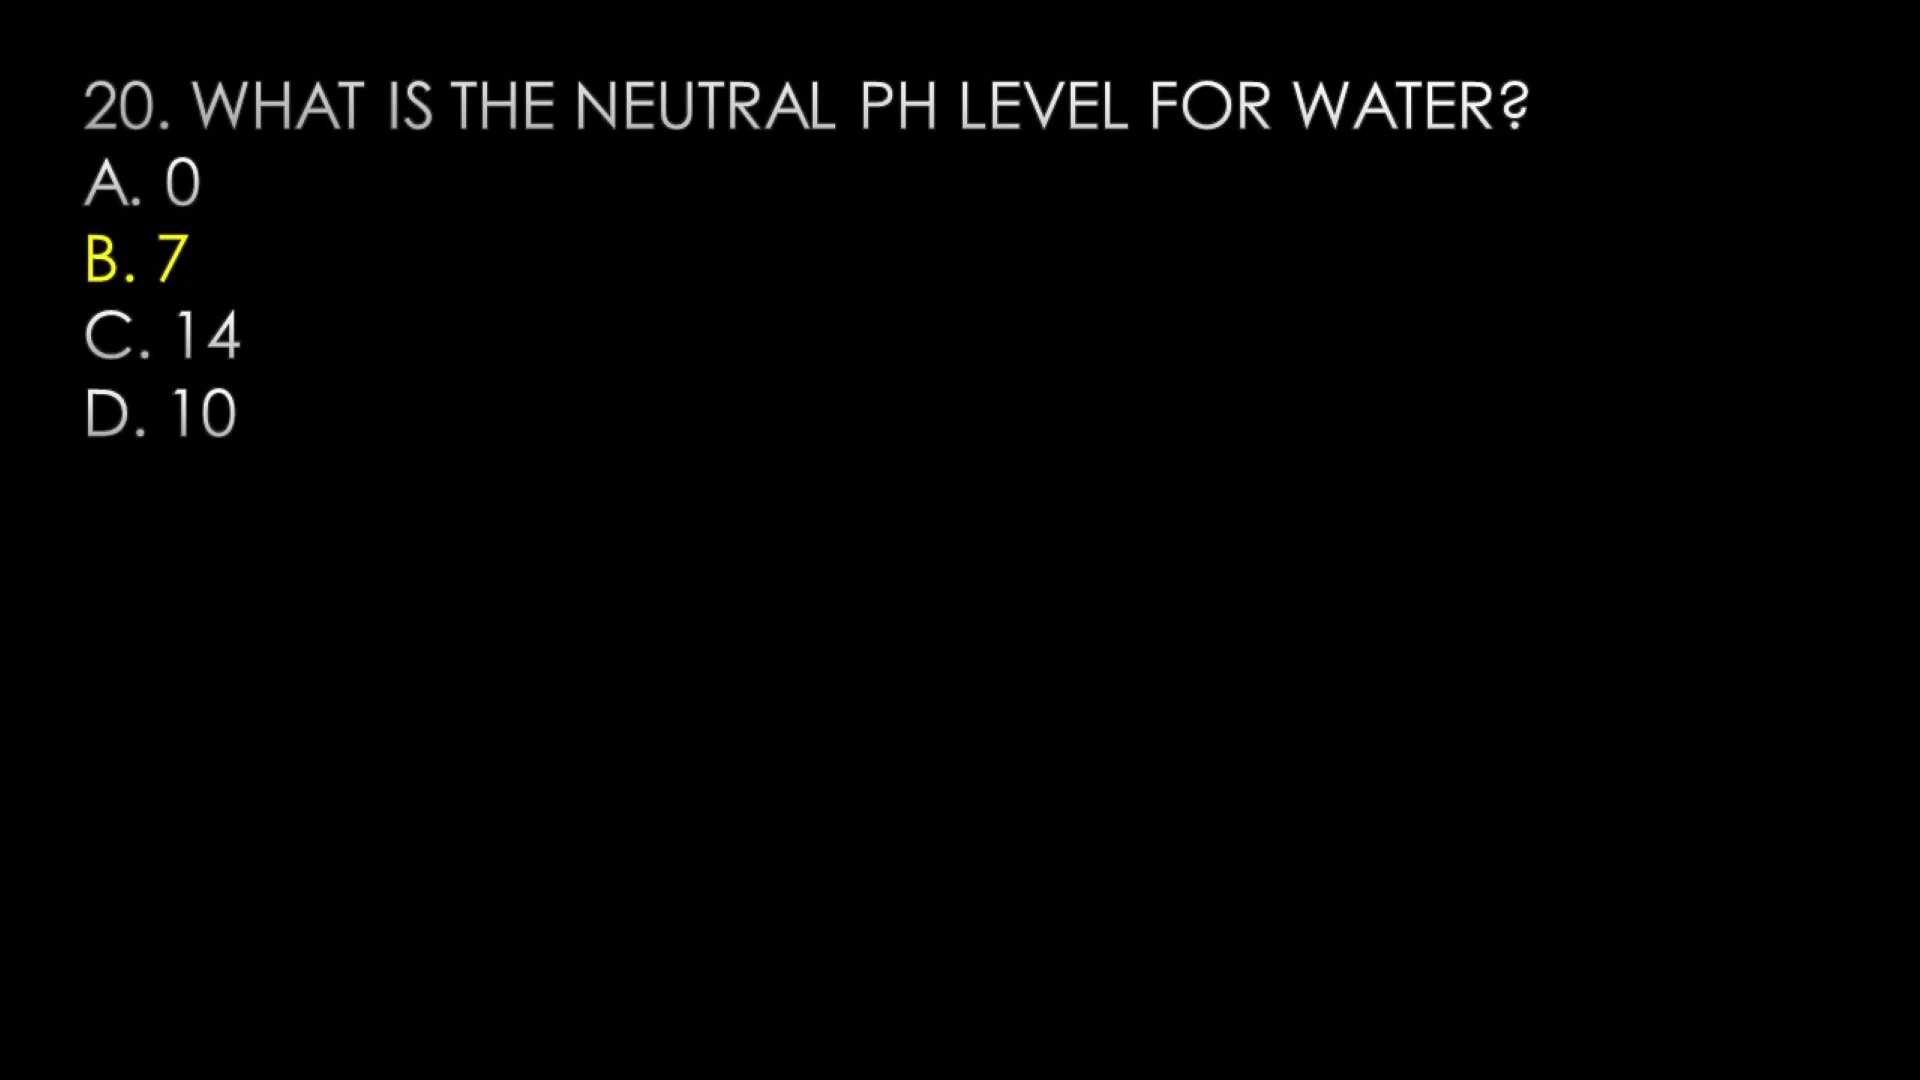 20. WHAT IS THE NEUTRAL PH LEVEL FOR WATER?
A. 0
B. 7
C. 14
D. 10